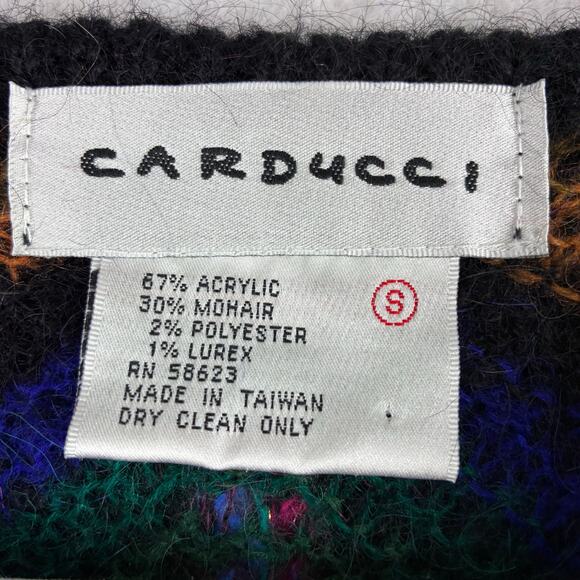 CARDUCCI
67% ACRYLIC
30% MOHAIR
2% POLYESTER
1% LUREX
RN 58623
MADE IN TAIWAN
DRY CLEAN ONLY
S